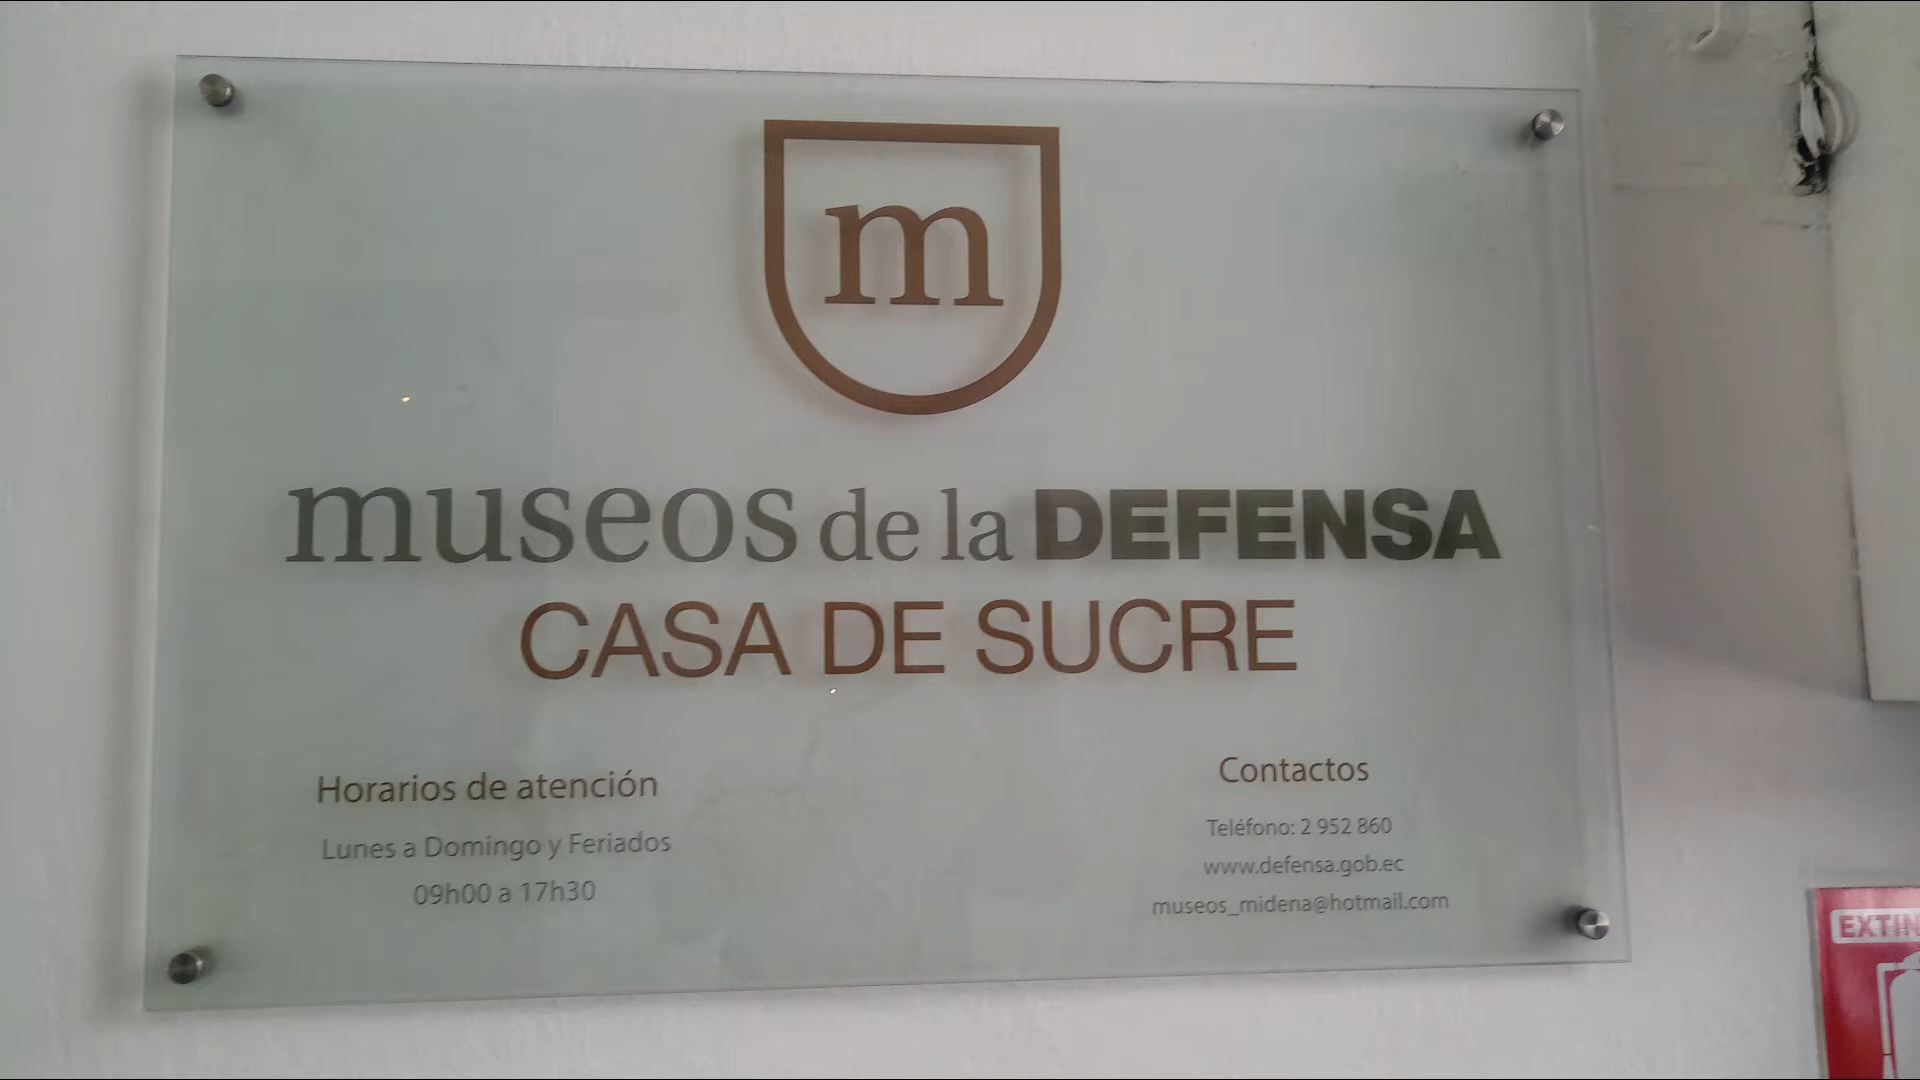 m
museos de la DEFENSA
CASA DE SUCRE
Horarios de atención
Lunes a Domingo y Feriados
09h00 a 17h30
Contactos
Teléfono: 2 952 860
www.defensa.gob.ec
museos_midena@hotmail.com
EXTIN